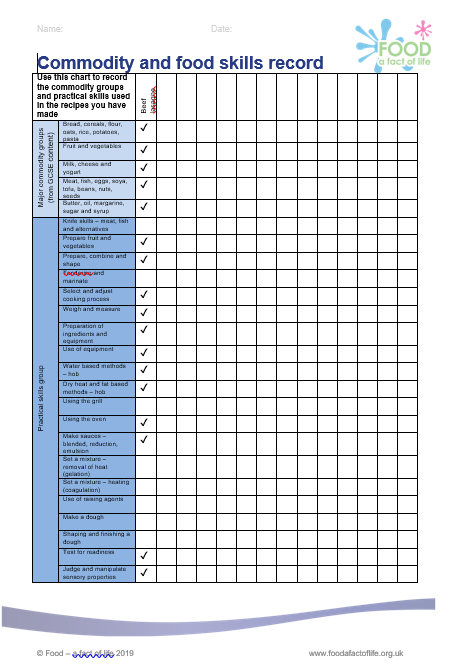 Name:
Date:
FOOD
a fact of life
Commodity and food skills record
Use this chart to record
the commodity groups
and practical skills used
in the recipes you have
made
Beef
lasagne
Major commodity groups
(from GCSE content)
Bread, cereals, flour,
oats, rice, potatoes,
pasta
✓
Fruit and vegetables
✓
Milk, cheese and
yogurt
✓
Meat, fish, eggs, soya,
tofu, beans, nuts,
seeds
✓
Butter, oil, margarine,
sugar and syrup
✓
Practical skills group
Knife skills – meat, fish
and alternatives
Prepare fruit and
vegetables
✓
Prepare, combine and
shape
✓
and
marinate
Select and adjust
cooking process
✓
Weigh and measure
✓
Preparation of
ingredients and
equipment
✓
Use of equipment
✓
Water based methods
– hob
✓
Dry heat and fat based
methods – hob
✓
Using the grill
Using the oven
✓
Make sauces –
blended, reduction,
emulsion
✓
Set a mixture –
removal of heat
(gelation)
Set a mixture – heating
(coagulation)
Use of raising agents
Make a dough
Shaping and finishing a
dough
Test for readiness
✓
Judge and manipulate
sensory properties
✓
© Food – a fact of life 2019
www.foodafactoflife.org.uk